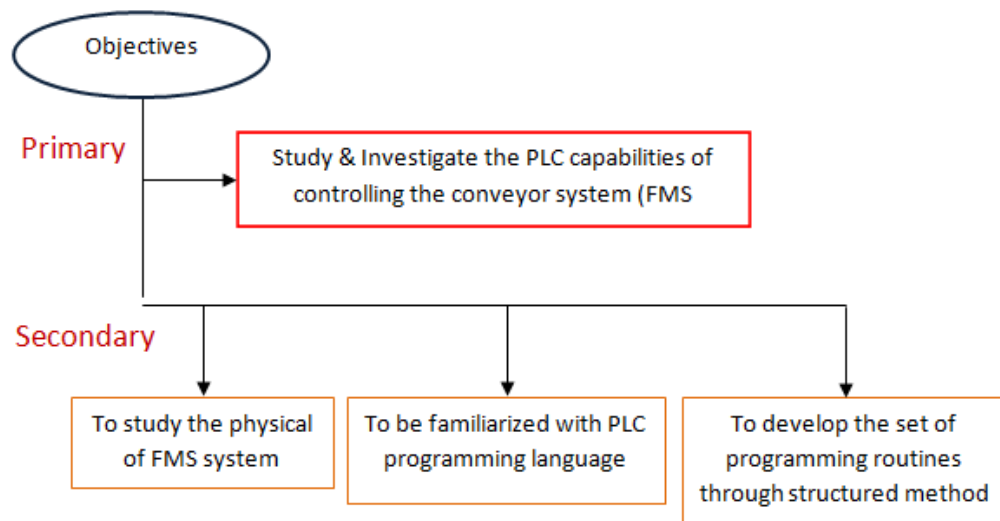 Objectives
Primary
Study & Investigate the PLC capabilities of
controlling the conveyor system (FMS
Secondary
To study the physical
of FMS system
To be familiarized with PLC
programming language
To develop the set of
programming routines
through structured method